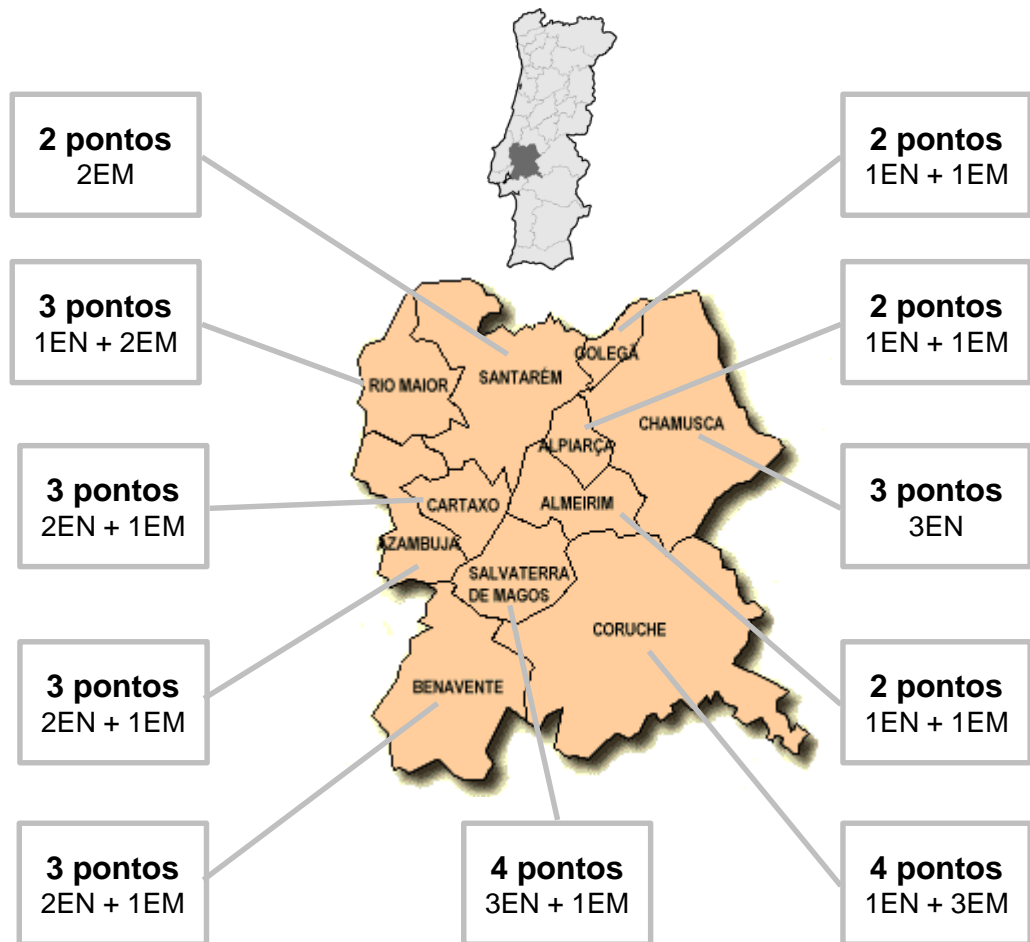 2 pontos
2EM
2 pontos
1EN + 1EM
3 pontos
1EN + 2EM
2 pontos
1EN + 1EM
GOLEGÃ
SANTARÉM
RIO MAIOR
CHAMUSCA
ALPIARÇA
3 pontos
2EN + 1EM
3 pontos
3EN
CARTAXO
ALMEIRIM
AZAMBUJA
SALVATERRA
DE MAGOS
CORUCHE
BENAVENTE
3 pontos
2EN + 1EM
2 pontos
1EN + 1EM
3 pontos
2EN + 1EM
4 pontos
3EN + 1EM
4 pontos
1EN + 3EM